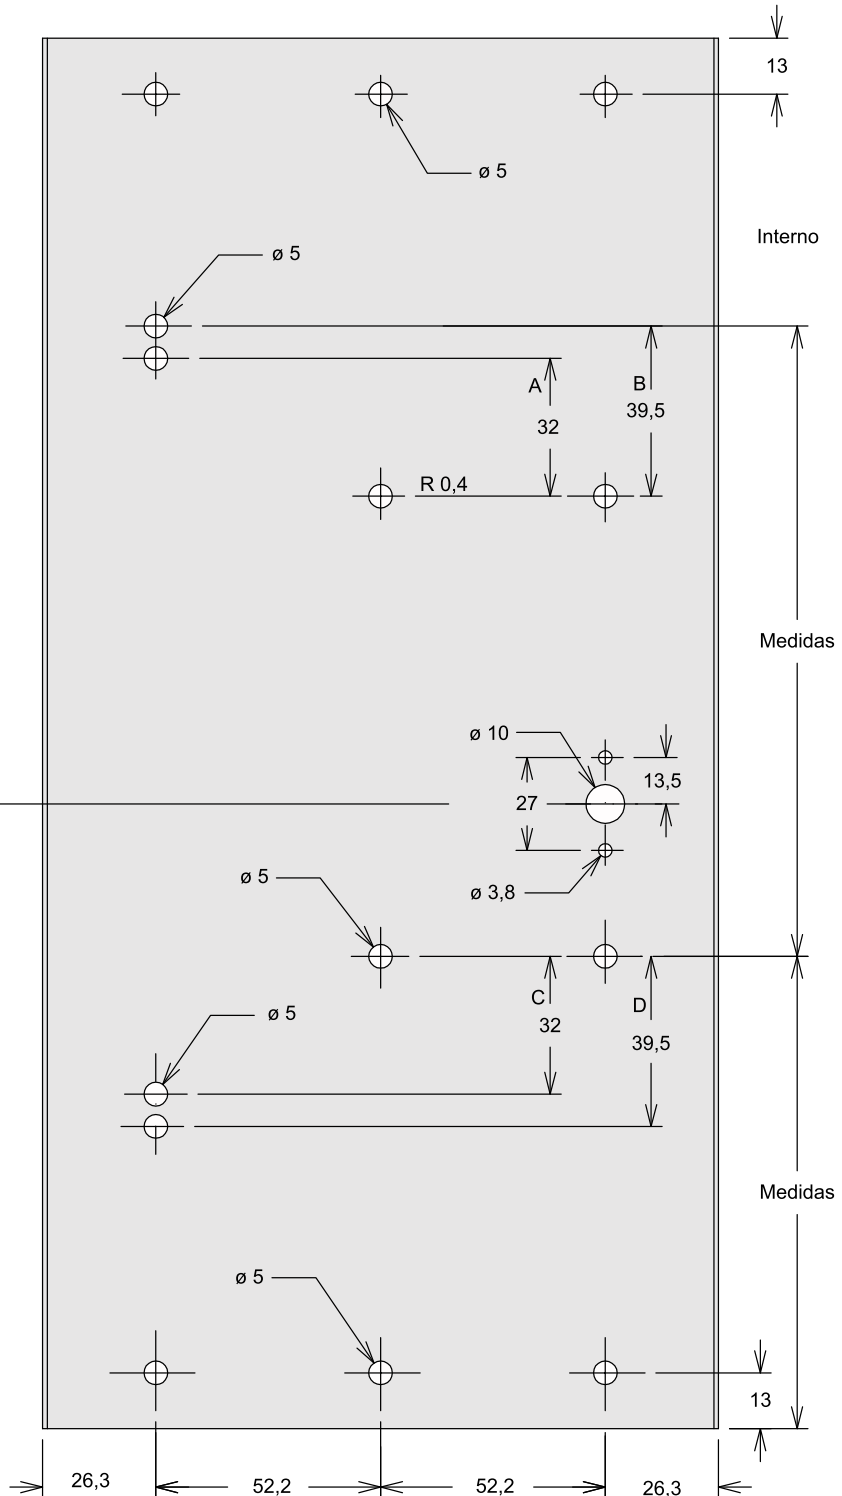 13
ø 5
Interno
ø 5
A
B
39,5
32
R 0,4
Medidas
ø 10
13,5
27
ø 5
ø 3,8
C
D
ø 5
32
39,5
Medidas
ø 5
13
26,3
52,2
52,2
26,3